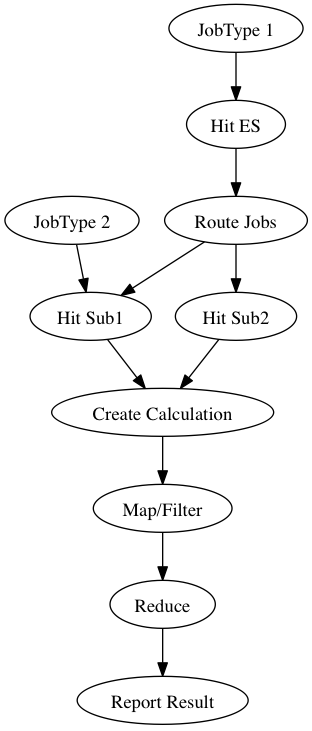 JobType 1
Hit ES
JobType 2
Route Jobs
Hit Sub1
Hit Sub2
Create Calculation
Map/Filter
Reduce
Report Result